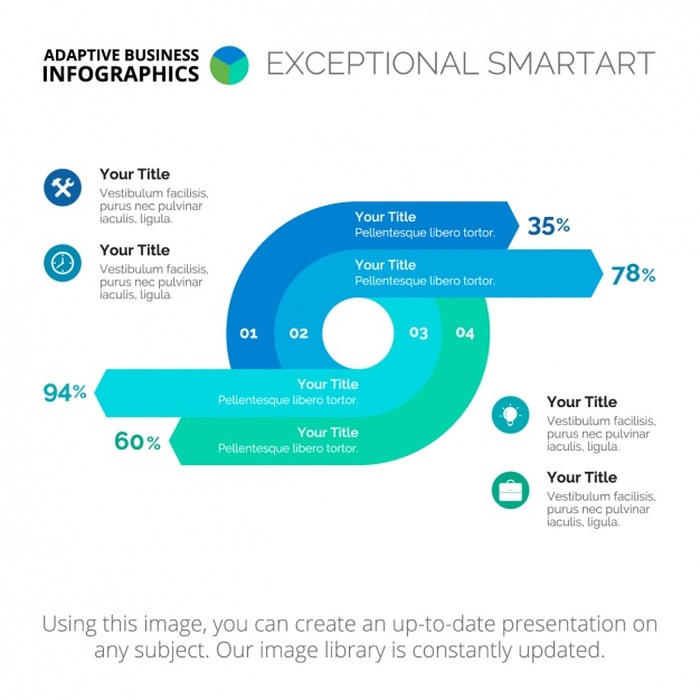 ADAPTIVE BUSINESS
INFOGRAPHICS
EXCEPTIONAL SMARTART
Your Title
Vestibulum facilisis,
purus nec pulvinar
iaculis, ligula.
Your Title
Vestibulum facilisis,
purus nec pulvinar
iaculis, ligula.
Your Title
Pellentesque libero tortor.
35%
Your Title
Pellentesque libero tortor.
78%
01 02 03 04
94%
Your Title
Pellentesque libero tortor.
60%
Your Title
Pellentesque libero tortor.
Your Title
Vestibulum facilisis,
purus nec pulvinar
iaculis, ligula.
Your Title
Vestibulum facilisis,
purus nec pulvinar
iaculis, ligula.
Using this image, you can create an up-to-date presentation on
any subject. Our image library is constantly updated.